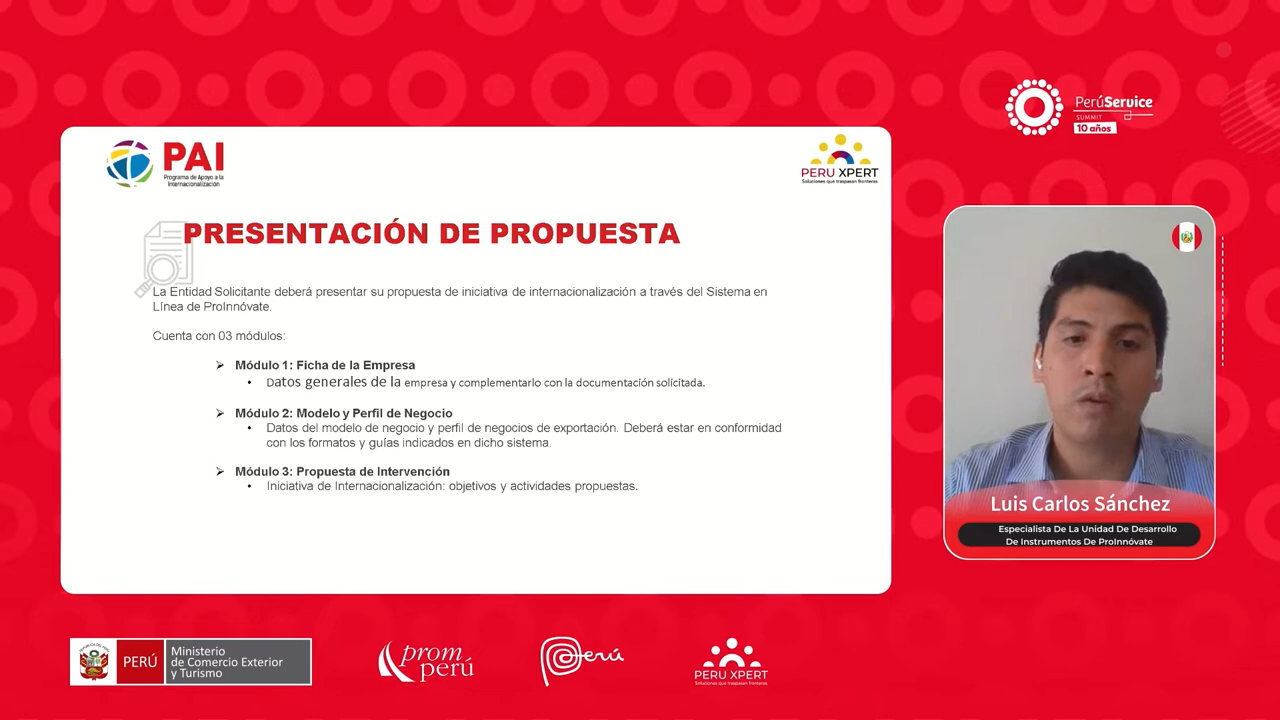 PAI
Programa de Apoyo a la
Internacionalización
PERU XPERT
Soluciones que traspasan fronteras
PRESENTACIÓN DE PROPUESTA
La Entidad Solicitante deberá presentar su propuesta de iniciativa de internacionalización a través del Sistema en
Línea de ProInnóvate.
Cuenta con 03 módulos:
➢ Módulo 1: Ficha de la Empresa
• Datos generales de la empresa y complementarlo con la documentación solicitada.
➢ Módulo 2: Modelo y Perfil de Negocio
• Datos del modelo de negocio y perfil de negocios de exportación. Deberá estar en conformidad
con los formatos y guías indicados en dicho sistema.
➢ Módulo 3: Propuesta de Intervención
• Iniciativa de Internacionalización: objetivos y actividades propuestas.
PerúService
SUMMIT
10 años
Luis Carlos Sánchez
Especialista De La Unidad De Desarrollo
De Instrumentos De ProInnóvate
PERÚ
Ministerio
de Comercio Exterior
y Turismo
prom
perú
Perú
PERU XPERT
Soluciones que traspasan fronteras